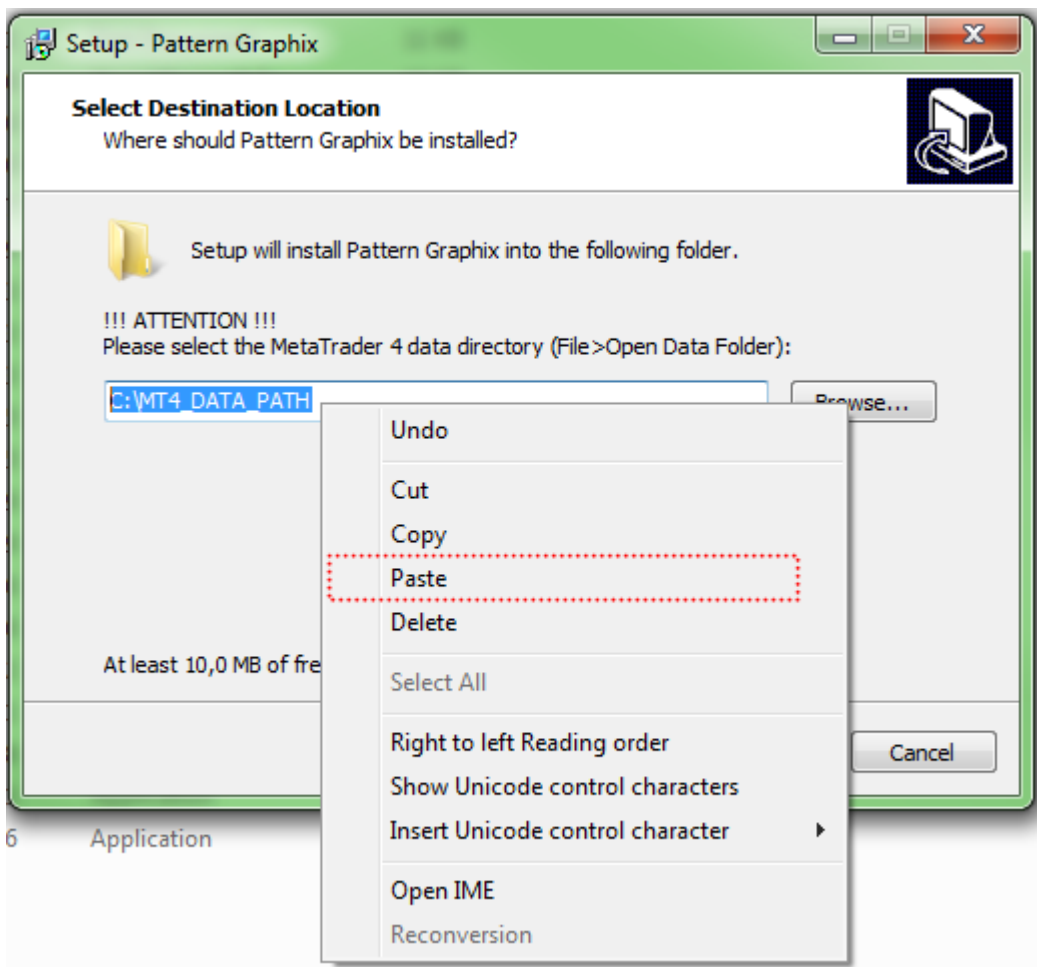 Setup - Pattern Graphix
Select Destination Location
Where should Pattern Graphix be installed?
Setup will install Pattern Graphix into the following folder.
!!! ATTENTION !!!
Please select the MetaTrader 4 data directory (File>Open Data Folder):
C:\MT4_DATA_PATH
Browse...
Undo
Cut
Copy
Paste
Delete
At least 10,0 MB of fre
Select All
Right to left Reading order
Cancel
Show Unicode control characters
Insert Unicode control character
6 Application
Open IME
Reconversion